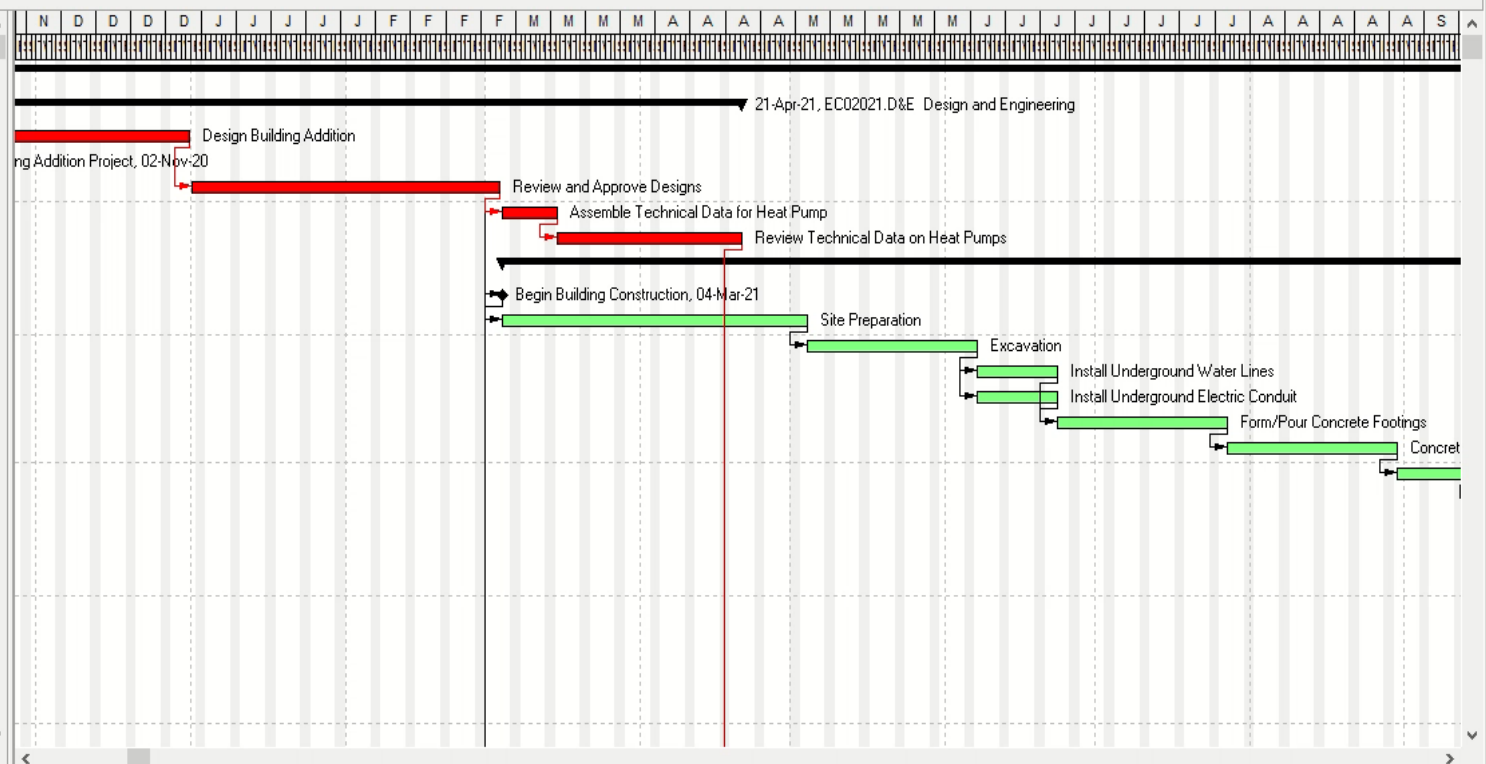 N D D D D J J J J J F F F M M M M A A A A M M M M M J J J J J J J J J A A A A A S
21-Apr-21, EC02021.D&E Design and Engineering
Design Building Addition
ng Addition Project, 02-Nov-20
Review and Approve Designs
Assemble Technical Data for Heat Pump
Review Technical Data on Heat Pumps
Begin Building Construction, 04-Mar-21
Site Preparation
Excavation
Install Underground Water Lines
Install Underground Electric Conduit
Form/Pour Concrete Footings
Concret